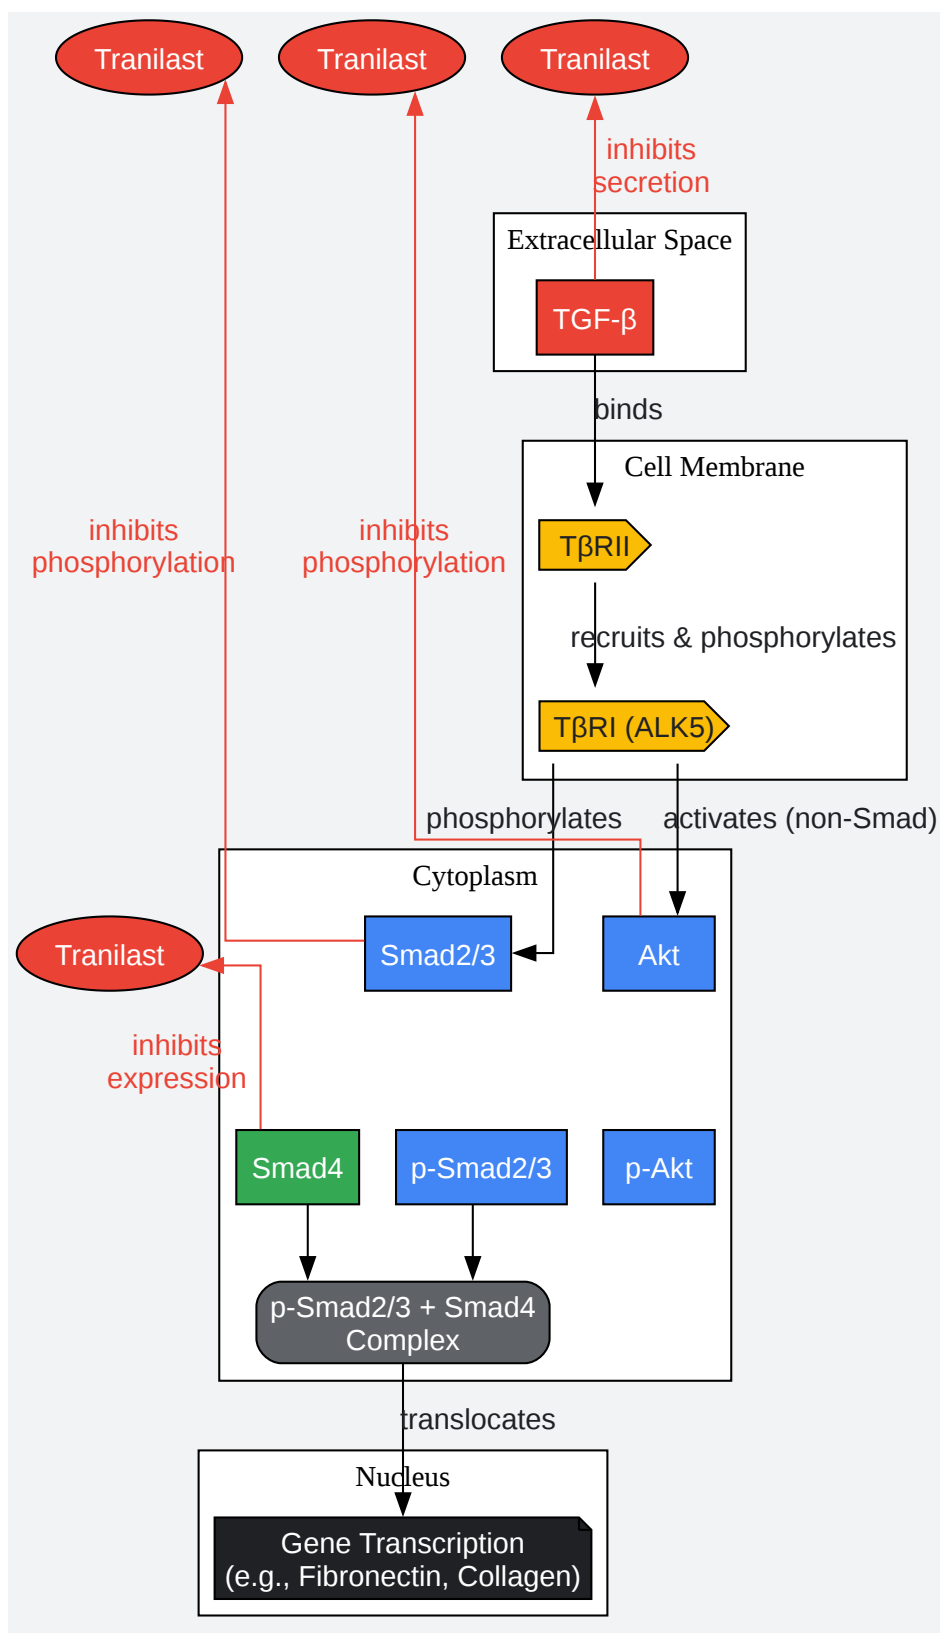 Tranilast
Tranilast
Tranilast
inhibits
secretion
Extracellular Space
TGF-β
binds
Cell Membrane
inhibits
phosphorylation
inhibits
phosphorylation
TβRII
recruits & phosphorylates
TβRI (ALK5)
phosphorylates
activates (non-Smad)
Cytoplasm
Tranilast
Smad2/3
Akt
inhibits
expression
Smad4
p-Smad2/3
p-Akt
p-Smad2/3 + Smad4
Complex
translocates
Nucleus
Gene Transcription
(e.g., Fibronectin, Collagen)